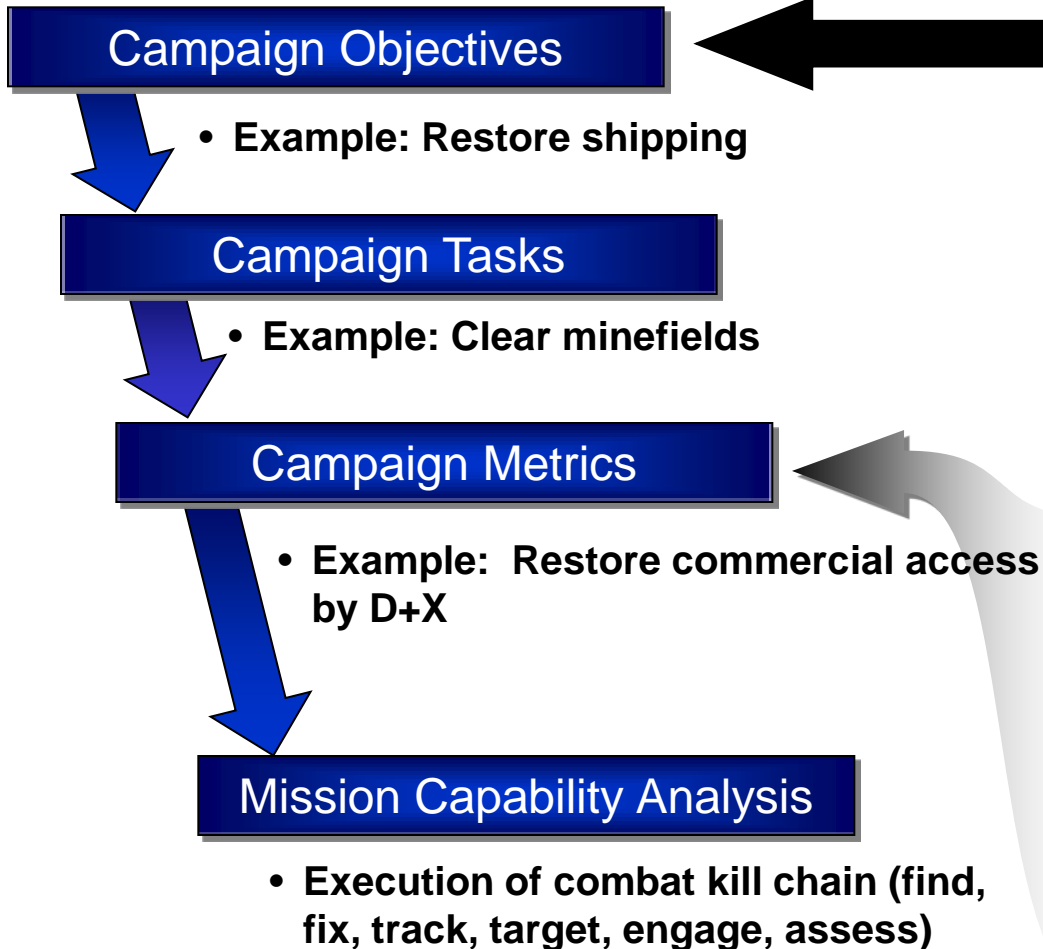 Campaign Objectives
• Example: Restore shipping
Campaign Tasks
• Example: Clear minefields
Campaign Metrics
• Example:  Restore commercial access
by D+X
Mission Capability Analysis
• Execution of combat kill chain (find,
fix, track, target, engage, assess)